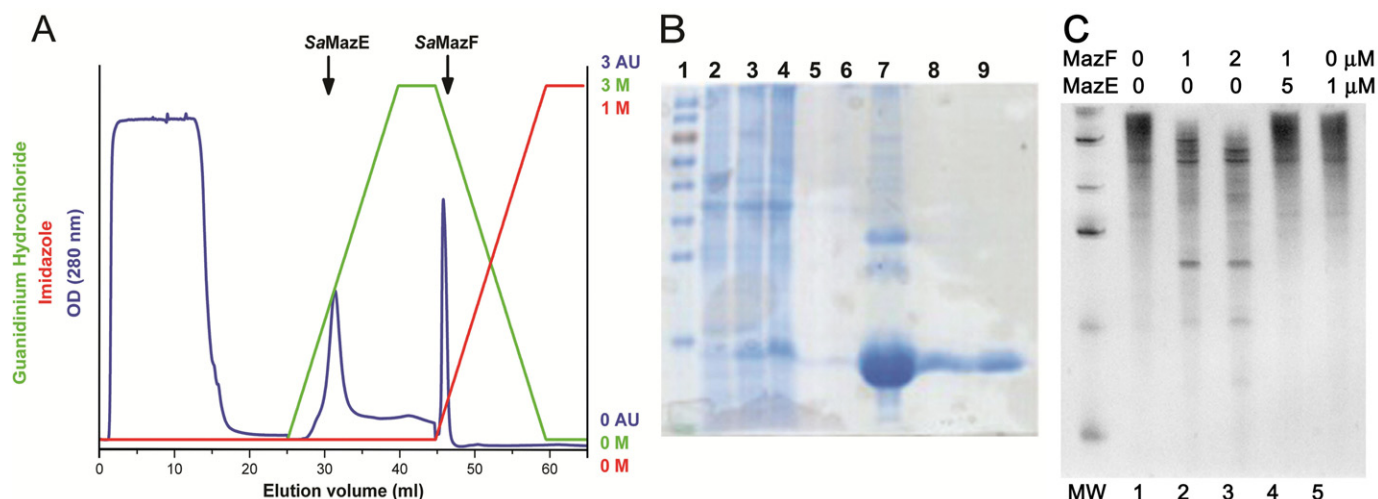 A
SaMazE SaMazF
3 AU
3 M
1 M
Guanidinium Hydrochloride
Imidazole
OD (280 nm)
0 AU
0 M
0 M
0 10 20 30 40 50 60
Elution volume (ml)
B
1 2 3 4 5 6 7 8 9
C
MazF 0 1 2 1 0 μM
MazE 0 0 0 5 1 μM
MW 1 2 3 4 5